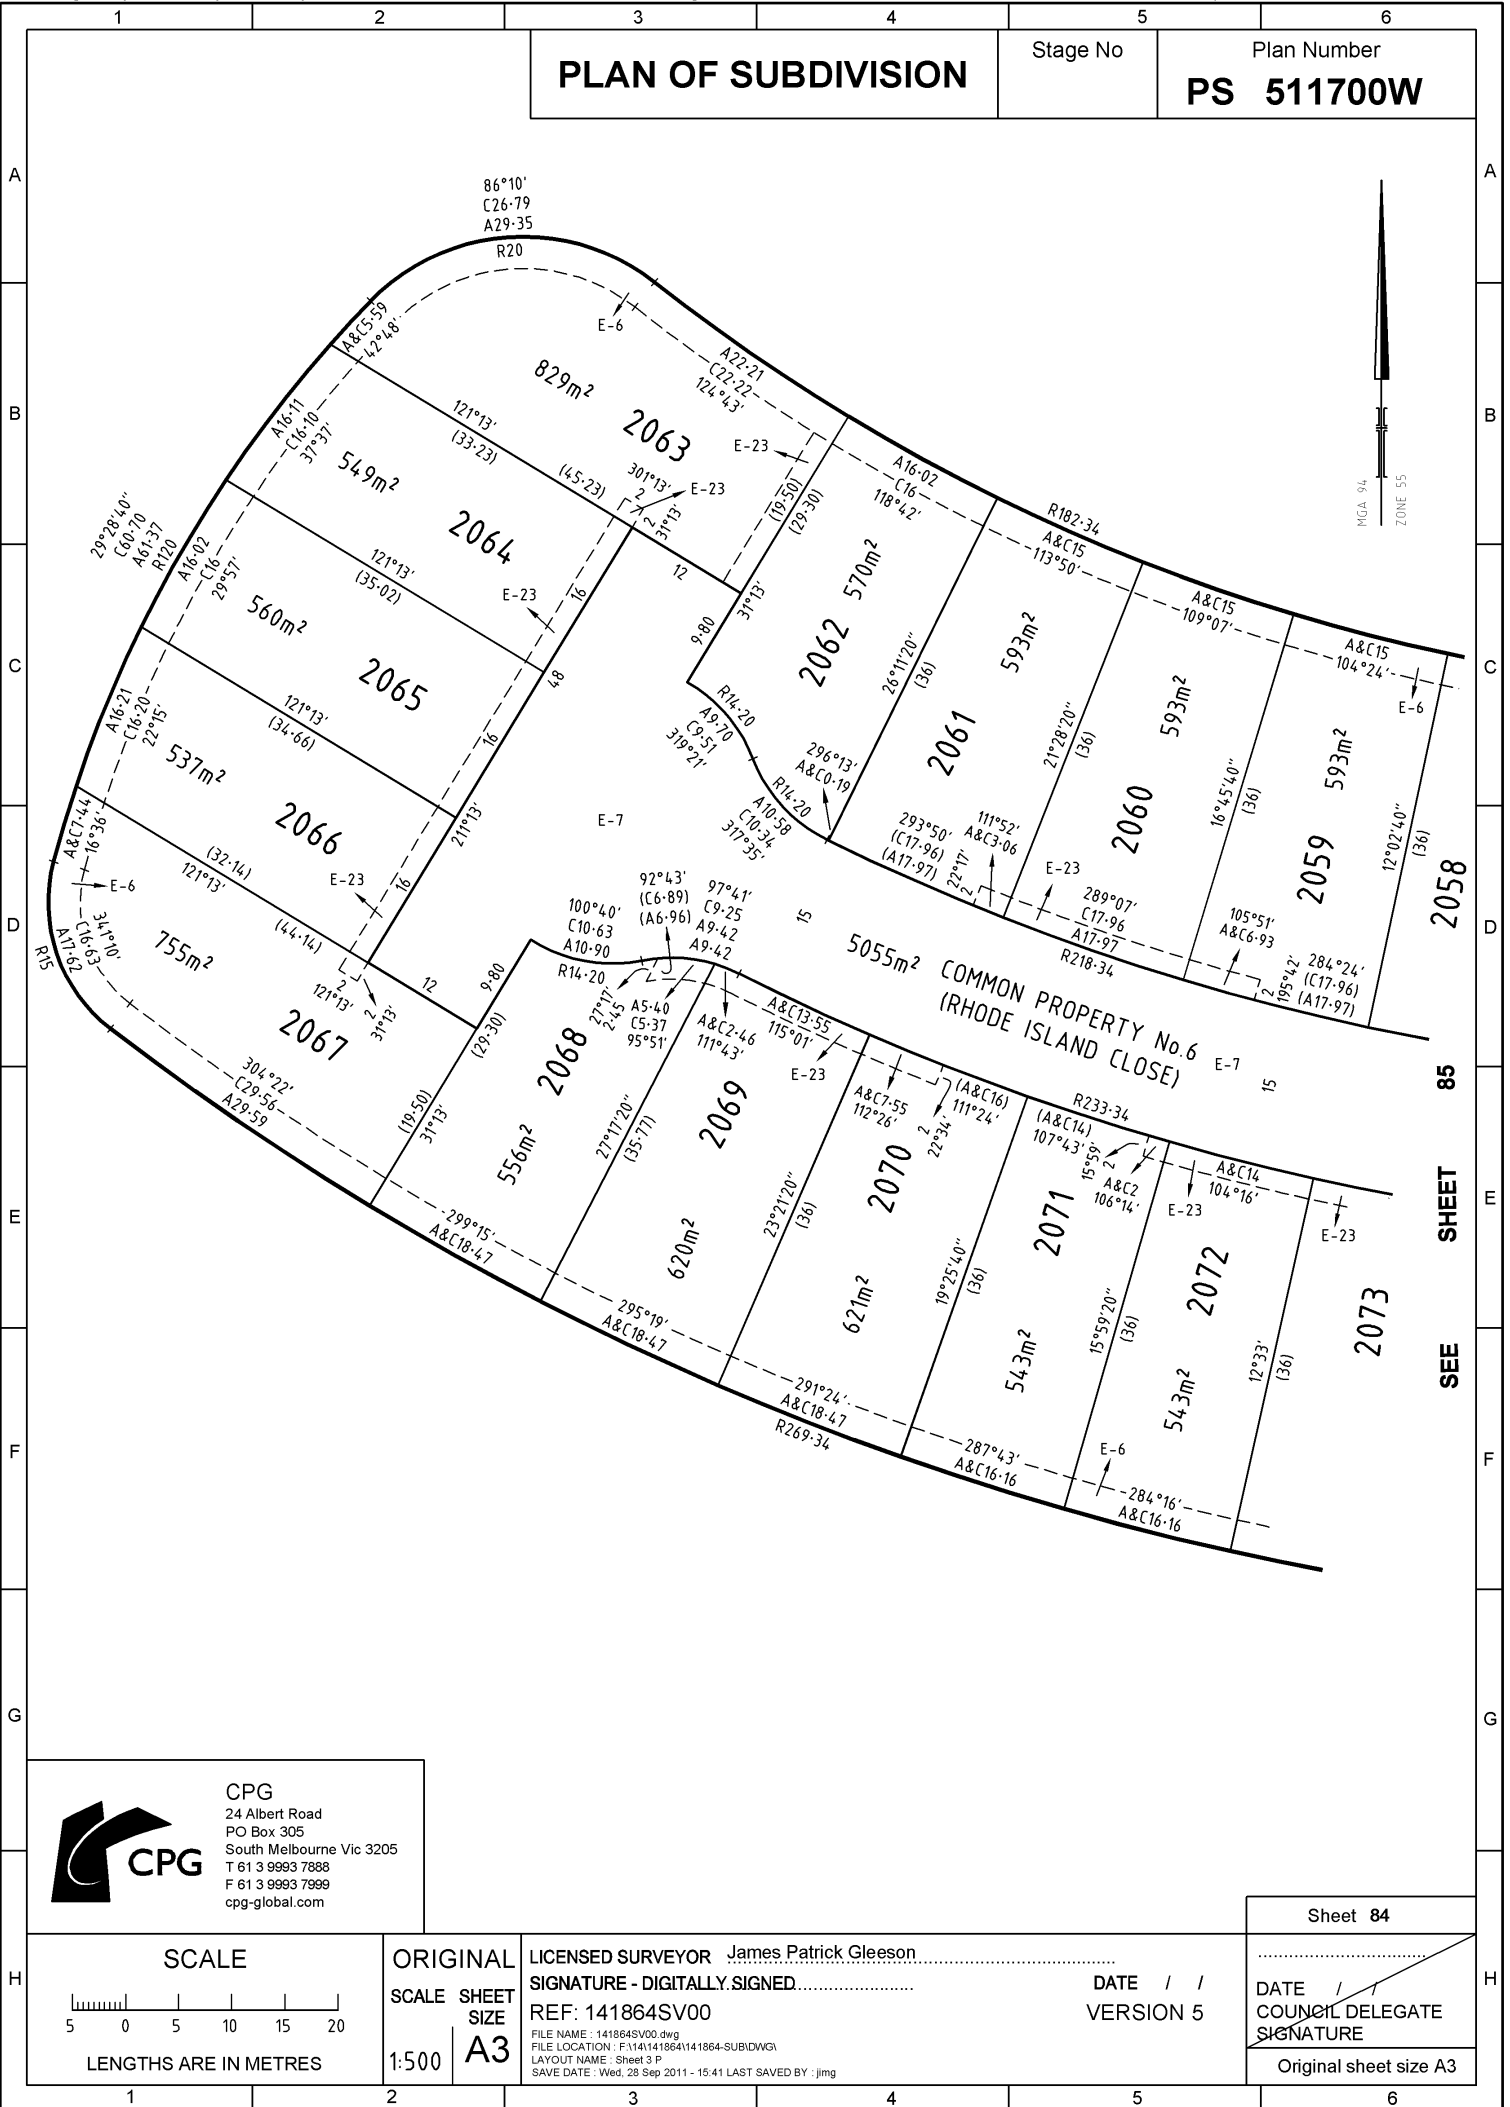 1 2 3 4 5 6
PLAN OF SUBDIVISION
Stage No
Plan Number
PS 511700W
A
A
B
B
C
C
D
D
E
E
F
F
G
G
H
H
MGA 94
ZONE 55
86°10'
C26·79
A29·35
R20
E-6
A&C5·59
42°48'
829m²
2063
A22·21
C22·22
124°43'
121°13'
(33·23)
(45·23)
301°13'
2
E-23
2
31°13'
E-23
(19·50)
(29·30)
12
31°13'
9·80
A16·11
C16·10
37°37'
549m²
2064
121°13'
(35·02)
E-23
16
29°28'40"
C60·70
A61·37
R120
A16·02
C16
29°57'
560m²
2065
48
121°13'
(34·66)
16
A16·21
C16·20
22°15'
537m²
2066
211°13'
16
A&C7·44
16°36'
(32·14)
121°13'
E-23
E-6
341°10'
C16·63
A17·62
R15
755m²
2067
(44·14)
12
2
121°13'
2
31°13'
304°22'
C29·56
A29·59
A16·02
C16
118°42'
570m²
2062
26°11'20"
(36)
R182·34
A&C15
113°50'
593m²
2061
21°28'20"
(36)
A&C15
109°07'
593m²
2060
16°45'40"
(36)
A&C15
104°24'
E-6
593m²
2059
12°02'40"
(36)
2058
R14·20
A9·70
C9·51
319°21'
296°13'
A&C0·19
R14·20
A10·58
C10·34
317°35'
293°50'
(C17·96)
(A17·97)
22°17'
2
111°52'
A&C3·06
E-23
289°07'
C17·96
A17·97
R218·34
105°51'
A&C6·93
2
195°42'
284°24'
(C17·96)
(A17·97)
E-7
15
5055m²
COMMON PROPERTY No.6
(RHODE ISLAND CLOSE)
E-7
15
9·80
100°40'
C10·63
A10·90
R14·20
92°43'
(C6·89)
(A6·96)
97°41'
C9·25
A9·42
A9·42
27°17'
2·45
A5·40
C5·37
95°51'
A&C2·46
111°43'
A&C13·55
115°01'
E-23
(29·30)
(19·50)
31°13'
2068
556m²
27°17'20"
(35·77)
2069
620m²
23°21'20"
(36)
A&C7·55
112°26'
2
22°34'
(A&C16)
111°24'
2070
621m²
19°25'40"
(36)
R233·34
(A&C14)
107°43'
15°59'
2
A&C2
106°14'
2071
543m²
15°59'20"
(36)
A&C14
104°16'
E-23
2072
543m²
12°33'
(36)
E-23
2073
299°15'
A&C18·47
295°19'
A&C18·47
291°24'
A&C18·47
R269·34
287°43'
A&C16·16
E-6
284°16'
A&C16·16
SEE SHEET 85
CPG
CPG
24 Albert Road
PO Box 305
South Melbourne Vic 3205
T 61 3 9993 7888
F 61 3 9993 7999
cpg-global.com
SCALE
5 0 5 10 15 20
LENGTHS ARE IN METRES
ORIGINAL
SCALE SHEET SIZE
1:500 A3
LICENSED SURVEYOR James Patrick Gleeson
SIGNATURE - DIGITALLY SIGNED
DATE / /
REF: 141864SV00
VERSION 5
FILE NAME : 141864SV00.dwg
FILE LOCATION : F:\14\141864\141864-SUB\DWG\
LAYOUT NAME : Sheet 3 P
SAVE DATE : Wed, 28 Sep 2011 - 15:41 LAST SAVED BY : jimg
Sheet 84
DATE / /
COUNCIL DELEGATE
SIGNATURE
Original sheet size A3
1 2 3 4 5 6